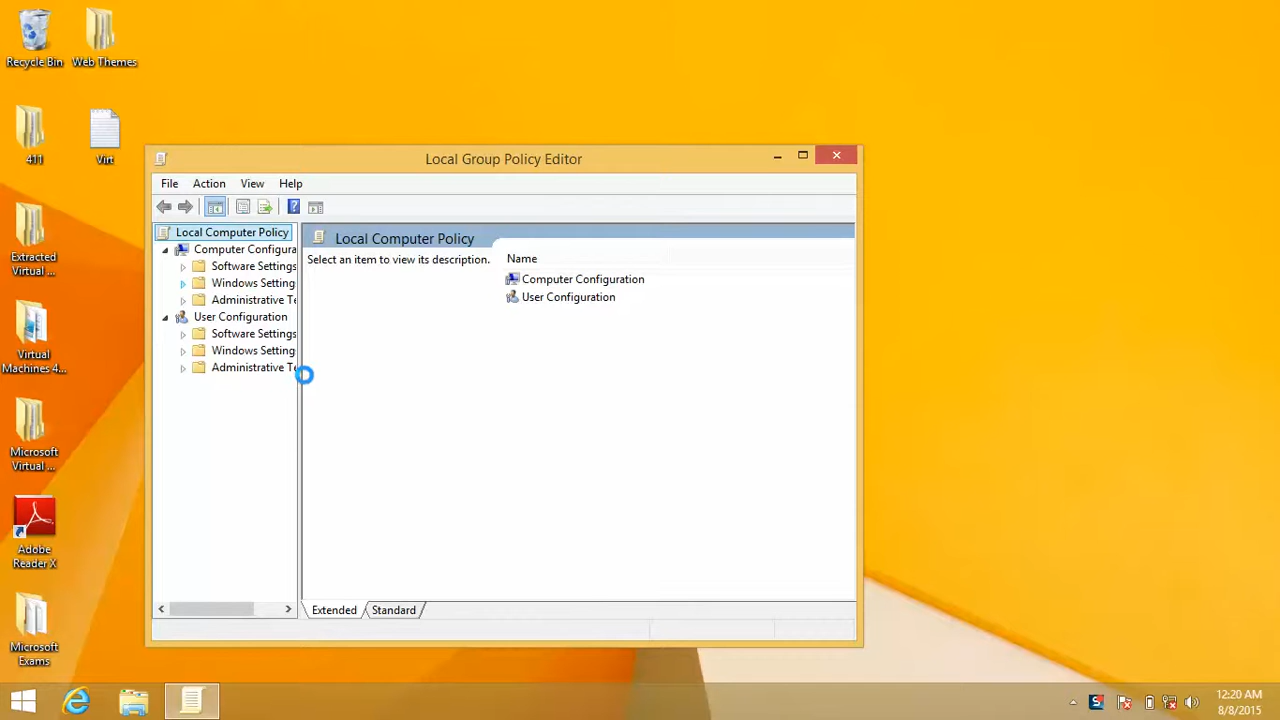 Recycle Bin
Web Themes
411
Virt
Extracted
Virtual ...
Virtual
Machines 4...
Microsoft
Virtual ...
Adobe
Reader X
Microsoft
Exams
Local Group Policy Editor
File Action View Help
Local Computer Policy
Computer Configura
Software Settings
Windows Setting
Administrative Te
User Configuration
Software Settings
Windows Setting
Administrative Te
Local Computer Policy
Select an item to view its description.
Name
Computer Configuration
User Configuration
Extended Standard
12:20 AM
8/8/2015